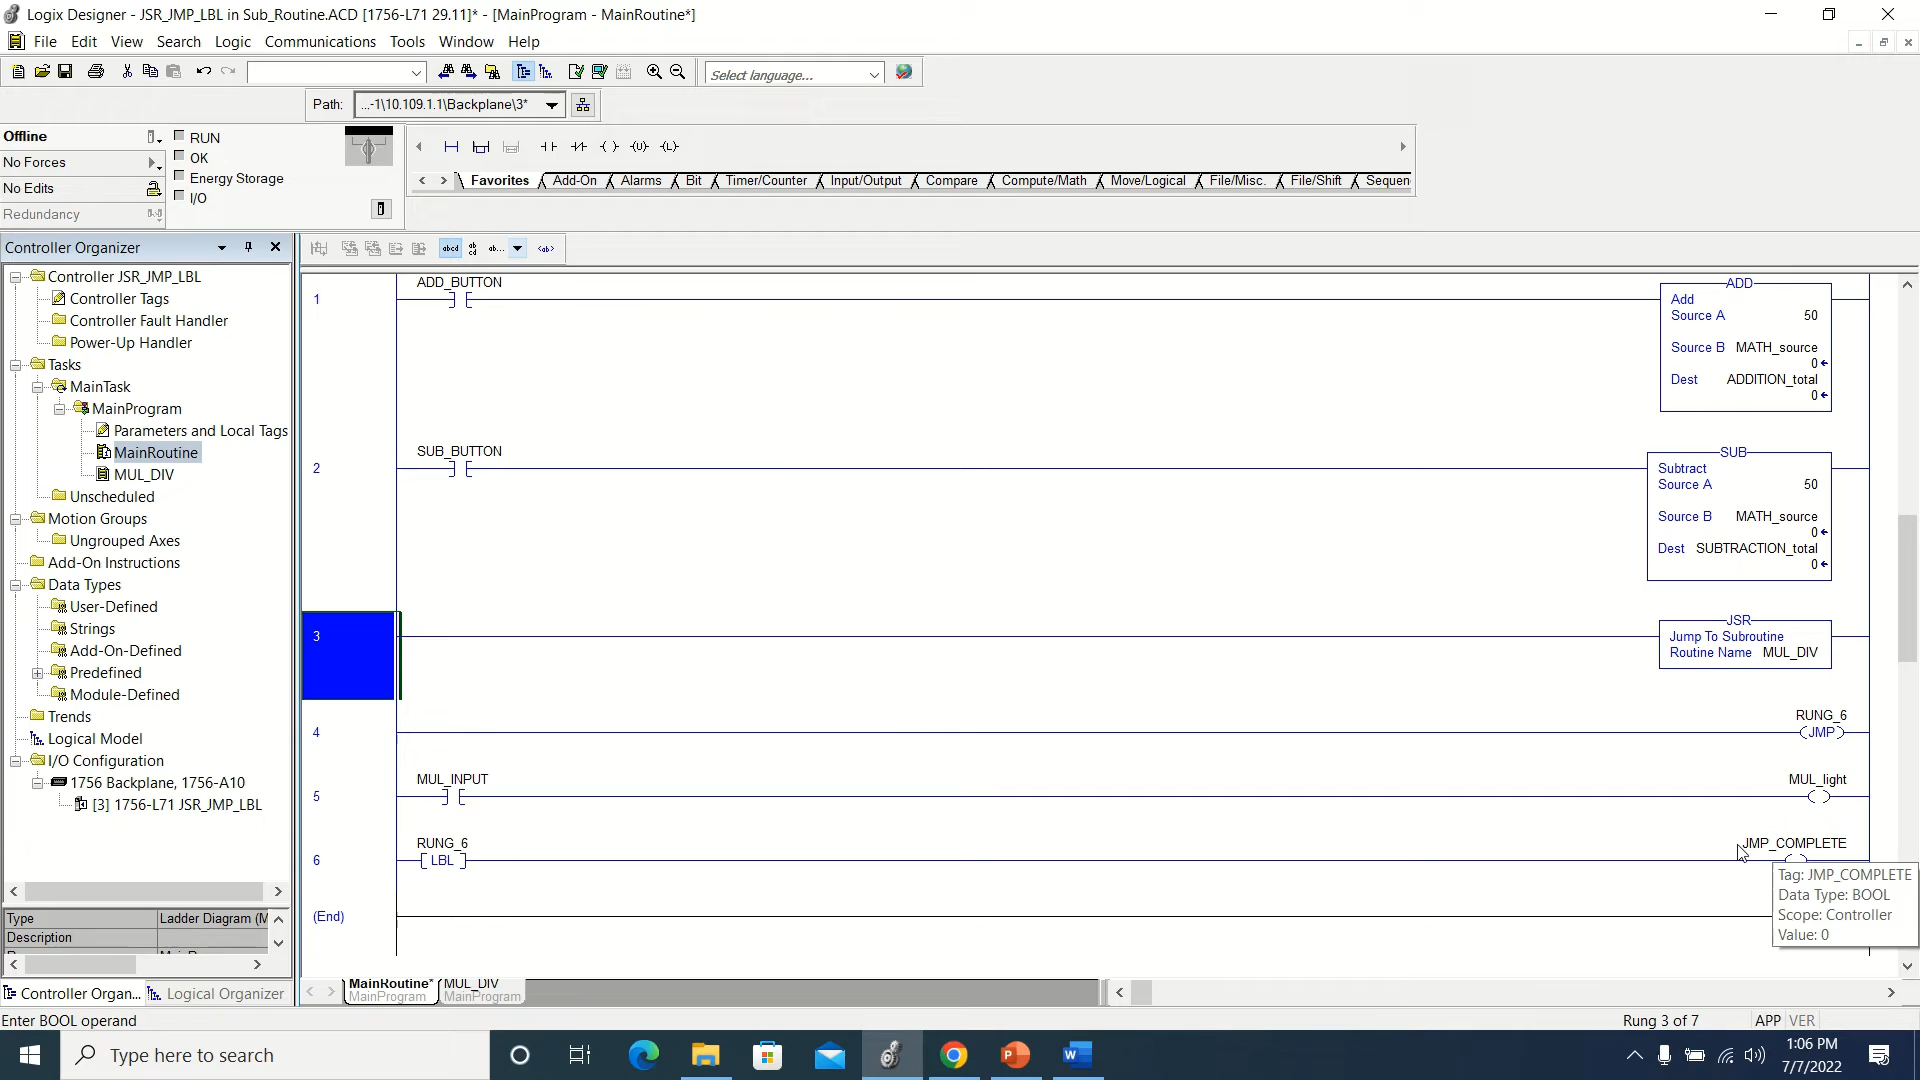 Logix Designer - JSR_JMP_LBL in Sub_Routine.ACD [1756-L71 29.11]* - [MainProgram - MainRoutine*]
File Edit View Search Logic Communications Tools Window Help
Select language...
Path: ...-1\10.109.1.1\Backplane\3*
Offline
No Forces
No Edits
Redundancy
RUN
OK
Energy Storage
I/O
(U) (L)
Favorites Add-On Alarms Bit Timer/Counter Input/Output Compare Compute/Math Move/Logical File/Misc. File/Shift Sequen
Controller Organizer
abcd ab cd ab... <ab>
Controller JSR_JMP_LBL
Controller Tags
Controller Fault Handler
Power-Up Handler
Tasks
MainTask
MainProgram
Parameters and Local Tags
MainRoutine
MUL_DIV
Unscheduled
Motion Groups
Ungrouped Axes
Add-On Instructions
Data Types
User-Defined
Strings
Add-On-Defined
Predefined
Module-Defined
Trends
Logical Model
I/O Configuration
1756 Backplane, 1756-A10
[3] 1756-L71 JSR_JMP_LBL
Type Ladder Diagram (M
Description
Controller Organ... Logical Organizer
1
ADD_BUTTON
ADD
Add
Source A 50
Source B MATH_source
0
Dest ADDITION_total
0
2
SUB_BUTTON
SUB
Subtract
Source A 50
Source B MATH_source
0
Dest SUBTRACTION_total
0
3
JSR
Jump To Subroutine
Routine Name MUL_DIV
4
RUNG_6
JMP
5
MUL_INPUT
MUL_light
6
RUNG_6
LBL
JMP_COMPLETE
Tag: JMP_COMPLETE
Data Type: BOOL
Scope: Controller
Value: 0
(End)
MainRoutine*
MainProgram
MUL_DIV
MainProgram
Enter BOOL operand
Rung 3 of 7 APP VER
Type here to search
1:06 PM
7/7/2022